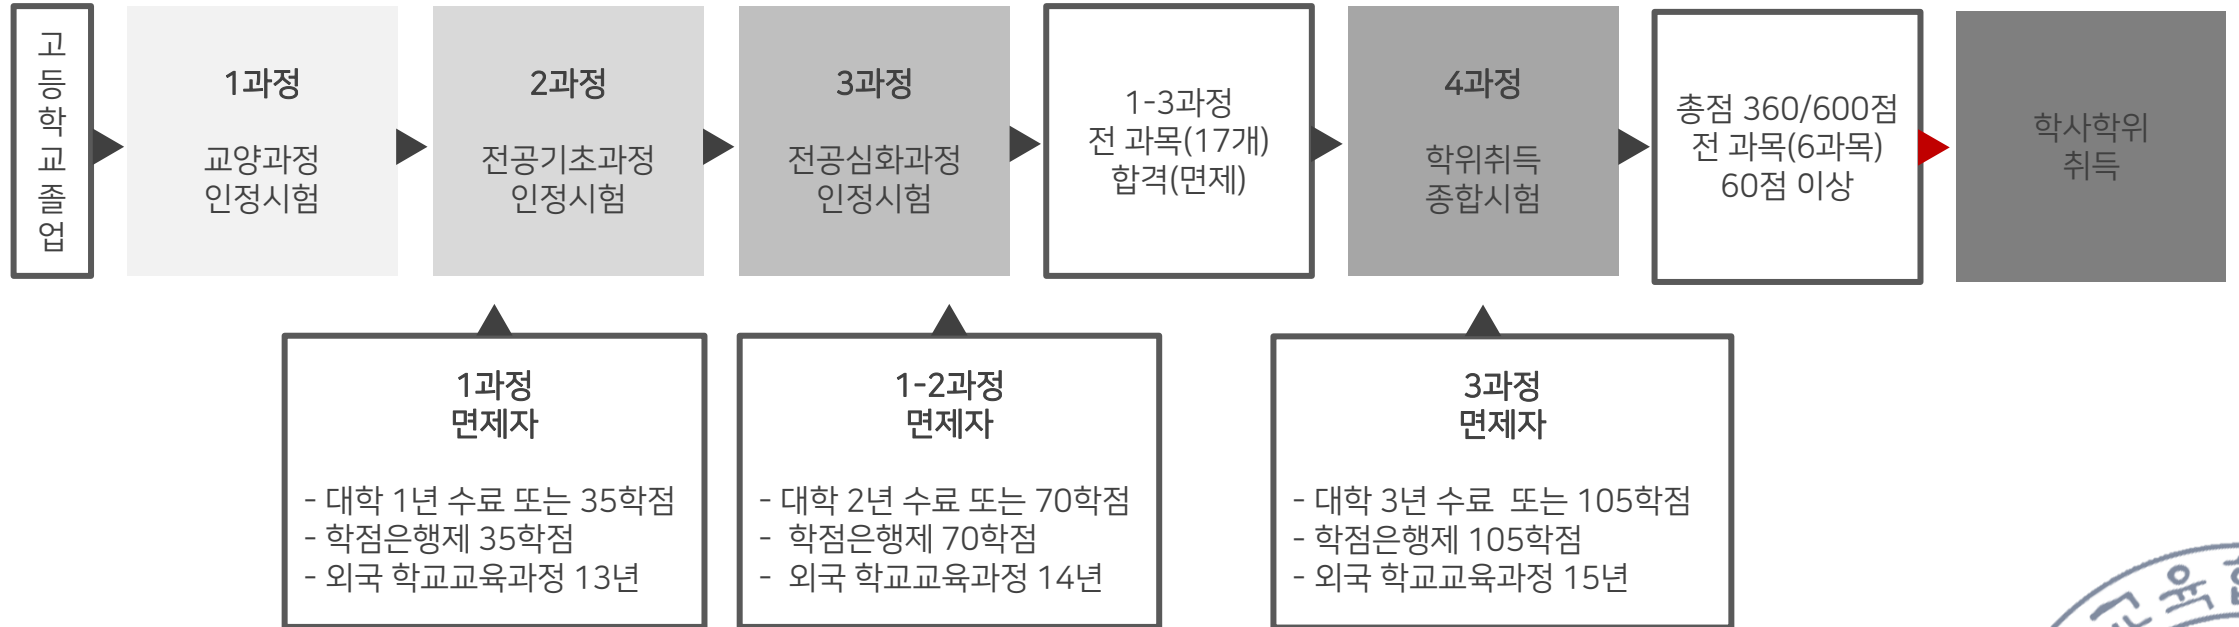 고등학교졸업
1과정
교양과정
인정시험
2과정
전공기초과정
인정시험
3과정
전공심화과정
인정시험
1-3과정
전 과목(17개)
합격(면제)
4과정
학위취득
종합시험
총점 360/600점
전 과목(6과목)
60점 이상
학사학위
취득
1과정
면제자
- 대학 1년 수료 또는 35학점
- 학점은행제 35학점
- 외국 학교교육과정 13년
1-2과정
면제자
- 대학 2년 수료 또는 70학점
- 학점은행제 70학점
- 외국 학교교육과정 14년
3과정
면제자
- 대학 3년 수료 또는 105학점
- 학점은행제 105학점
- 외국 학교교육과정 15년